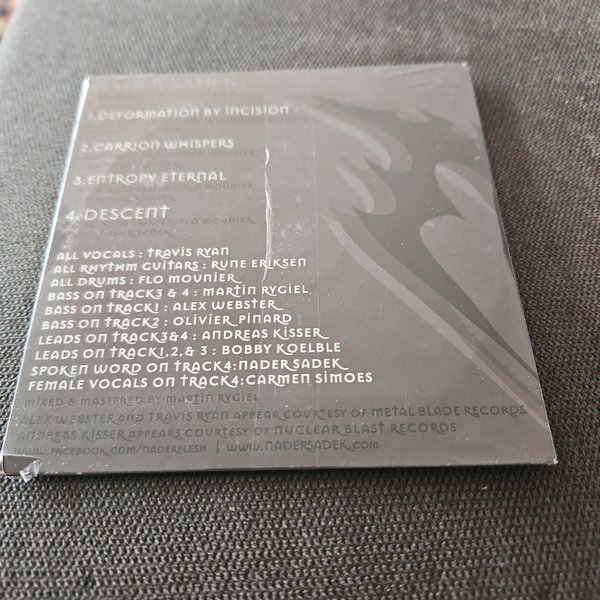 1.DEFORMATION BY INCISION
2.CARRION WHISPERS
3.ENTROPY ETERNAL
4.DESCENT
ALL VOCALS : TRAVIS RYAN
ALL RHYTHM GUITARS : RUNE ERIKSEN
ALL DRUMS : FLO MOUNIER
BASS ON TRACK3 & 4 : MARTIN RYGIEL
BASS ON TRACK1 : ALEX WEBSTER
BASS ON TRACK2 : OLIVIER PINARD
LEADS ON TRACK3&4 : ANDREAS KISSER
LEADS ON TRACK1,2,& 3 : BOBBY KOELBLE
SPOKEN WORD ON TRACK4:NADER SADEK
FEMALE VOCALS ON TRACK4:CARMEN SIMOES
MIXED & MASTERED BY MARTIN RYGIEL
ALEX WEBSTER AND TRAVIS RYAN APPEAR COURTESY OF METAL BLADE RECORDS
ANDREAS KISSER APPEARS COURTESY OF NUCLEAR BLAST RECORDS
WWW.FACEBOOK.COM/NADERFLESH | WWW.NADERSADEK.COM